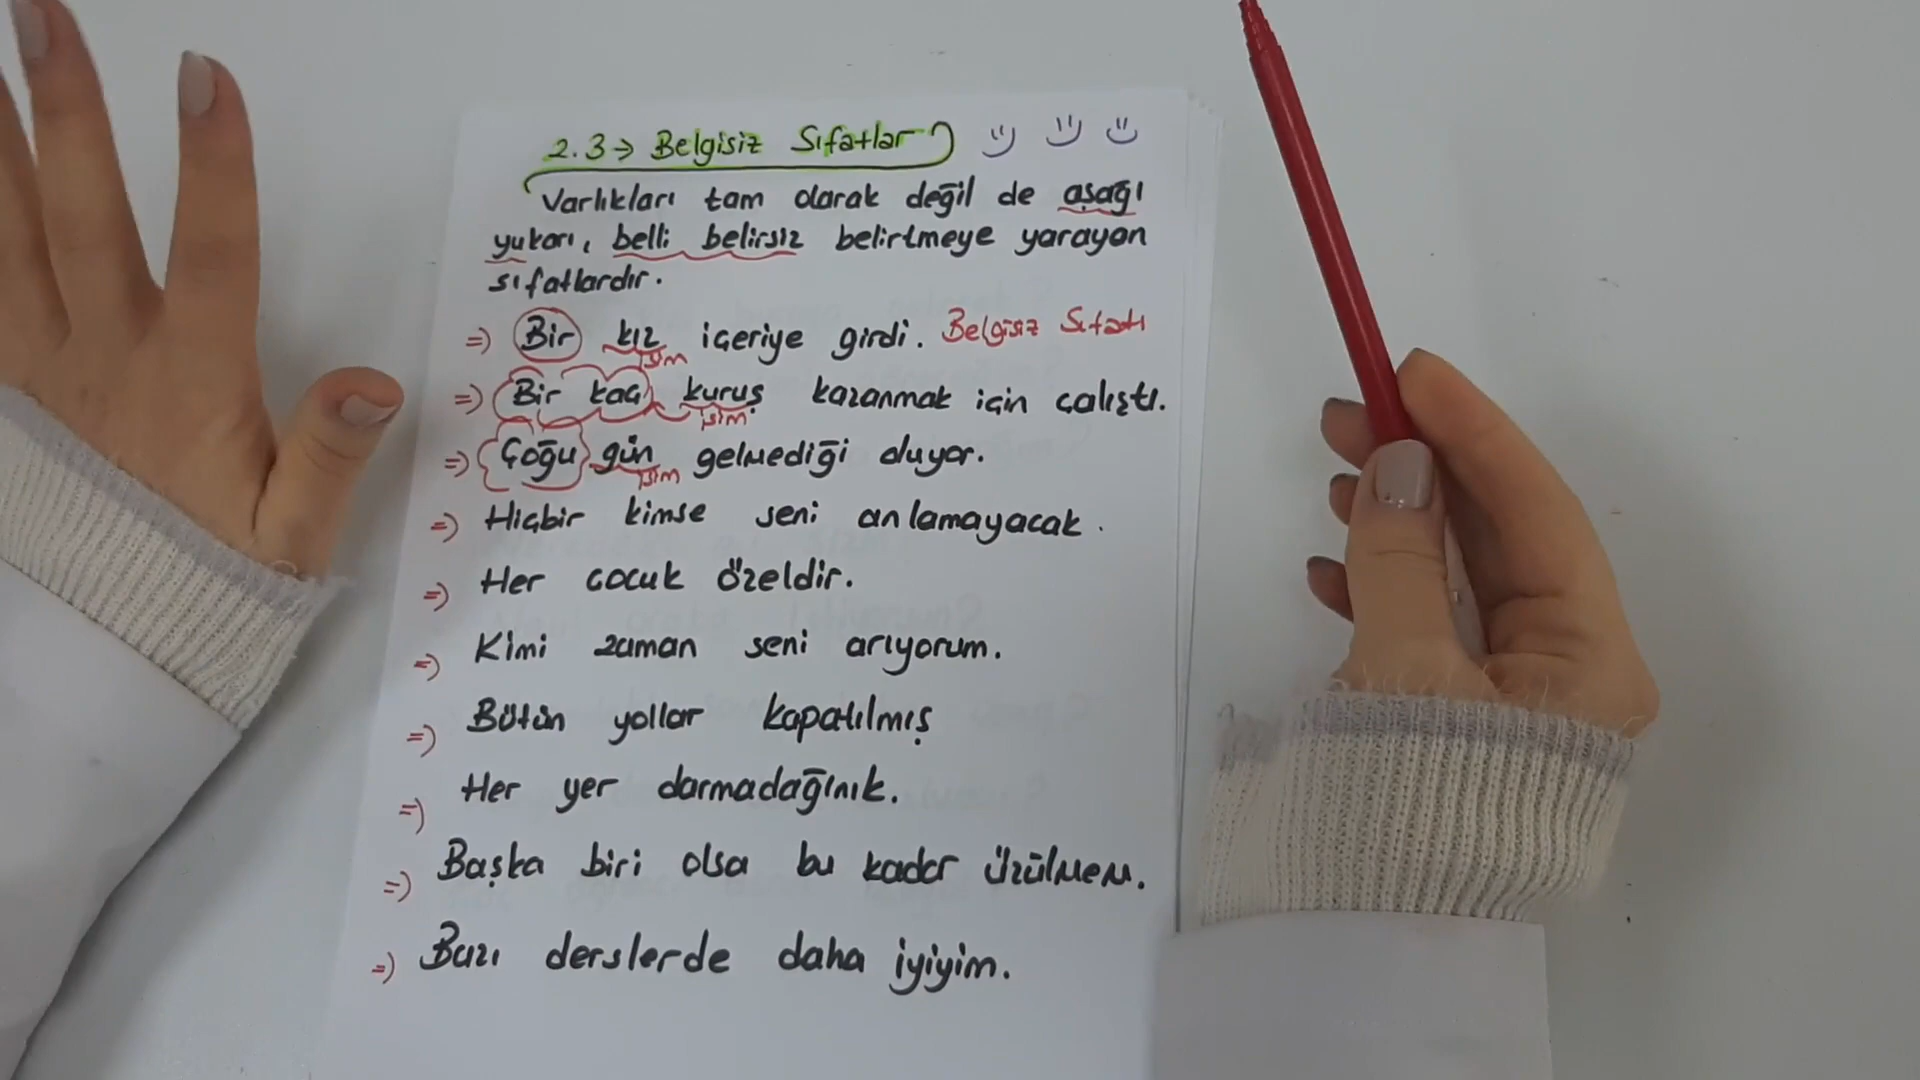 2.3→ Belgisiz Sıfatlar
Varlıkları tam olarak değil de aşağı
yukarı, belli belirsiz belirtmeye yarayan
sıfatlardır.
=) Bir kız içeriye girdi. Belgisiz Sıfatı
isim
=) Bir kaç kuruş kazanmak için çalıştı.
isim
=) Çoğu gün gelmediği oluyor.
isim
=) Hiçbir kimse seni anlamayacak.
=) Her çocuk özeldir.
=) Kimi zaman seni arıyorum.
=) Bütün yollar kapatılmış
=) Her yer darmadağınık.
=) Başka biri olsa bu kadar üzülmem.
=) Bazı derslerde daha iyiyim.